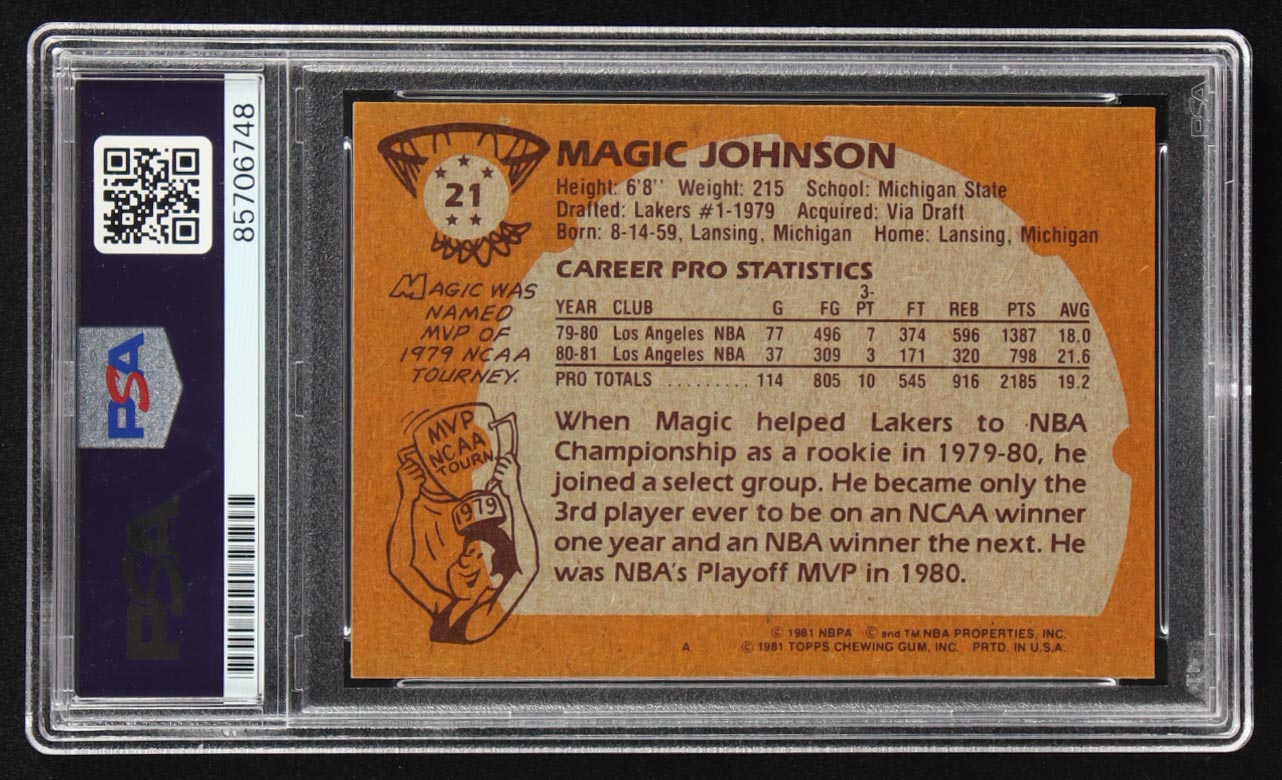 PSA
85706748
PSA
PSA
21
MAGIC JOHNSON
Height: 6'8'' Weight: 215 School: Michigan State
Drafted: Lakers #1-1979 Acquired: Via Draft
Born: 8-14-59, Lansing, Michigan Home: Lansing, Michigan
MAGIC WAS
NAMED
MVP OF
1979 NCAA
TOURNEY.
CAREER PRO STATISTICS
YEAR CLUB G FG 3-PT FT REB PTS AVG
79-80 Los Angeles NBA 77 496 7 374 596 1387 18.0
80-81 Los Angeles NBA 37 309 3 171 320 798 21.6
PRO TOTALS ......... 114 805 10 545 916 2185 19.2
MVP
NCAA
TOURN.
1979
When Magic helped Lakers to NBA
Championship as a rookie in 1979-80, he
joined a select group. He became only the
3rd player ever to be on an NCAA winner
one year and an NBA winner the next. He
was NBA's Playoff MVP in 1980.
© 1981 NBPA © and TM NBA PROPERTIES, INC.
A © 1981 TOPPS CHEWING GUM, INC. PRTD. IN U.S.A.
PSA